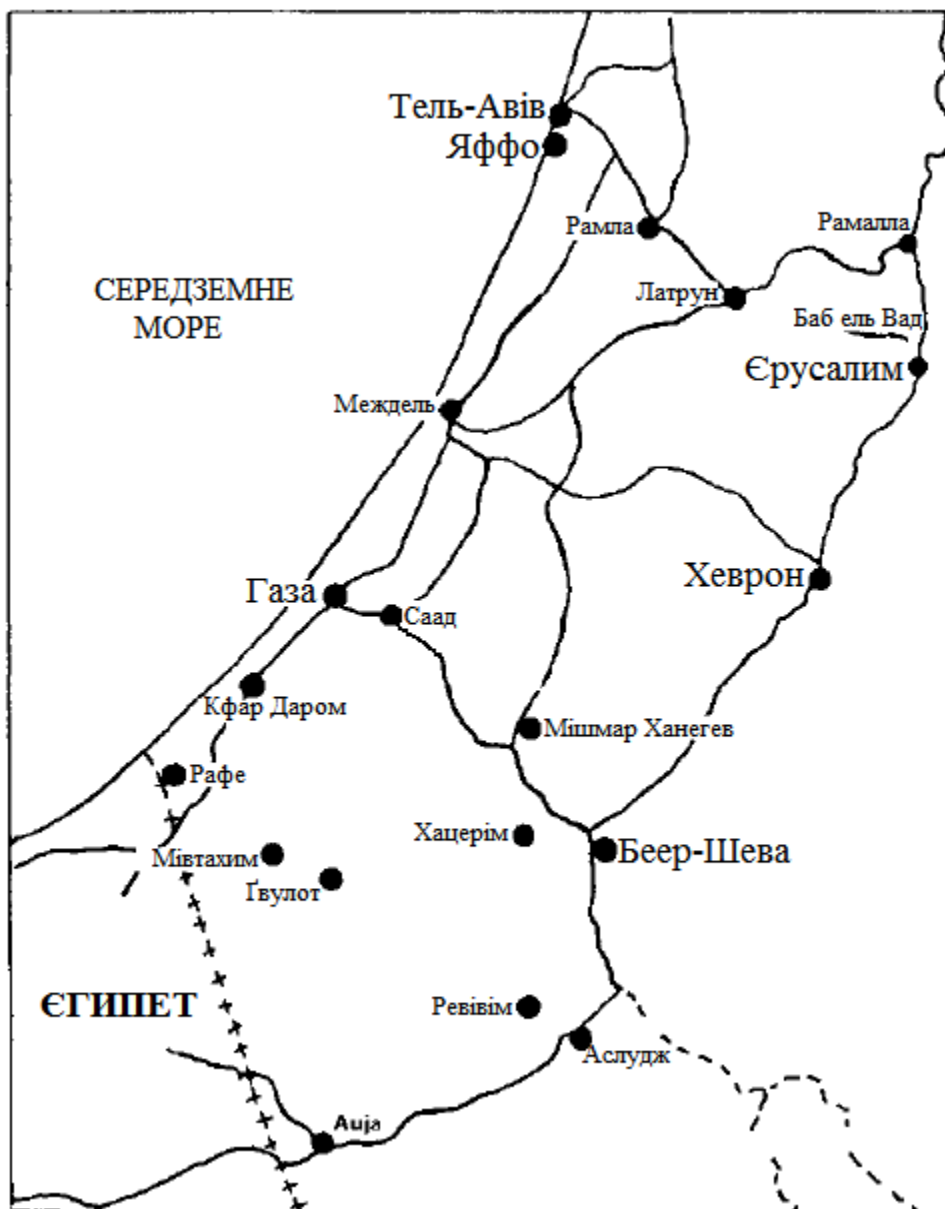 Тель-Авів
Яффо
Рамла
Рамалла
СЕРЕДЗЕМНЕ
МОРЕ
Латрун
Баб ель Вад
Єрусалим
Междель
Хеврон
Газа
Саад
Кфар Даром
Мішмар Ханегев
Рафе
Хацерім
Беер-Шева
Мівтахим
Ґвулот
ЄГИПЕТ
Ревівім
Аслудж
Auja